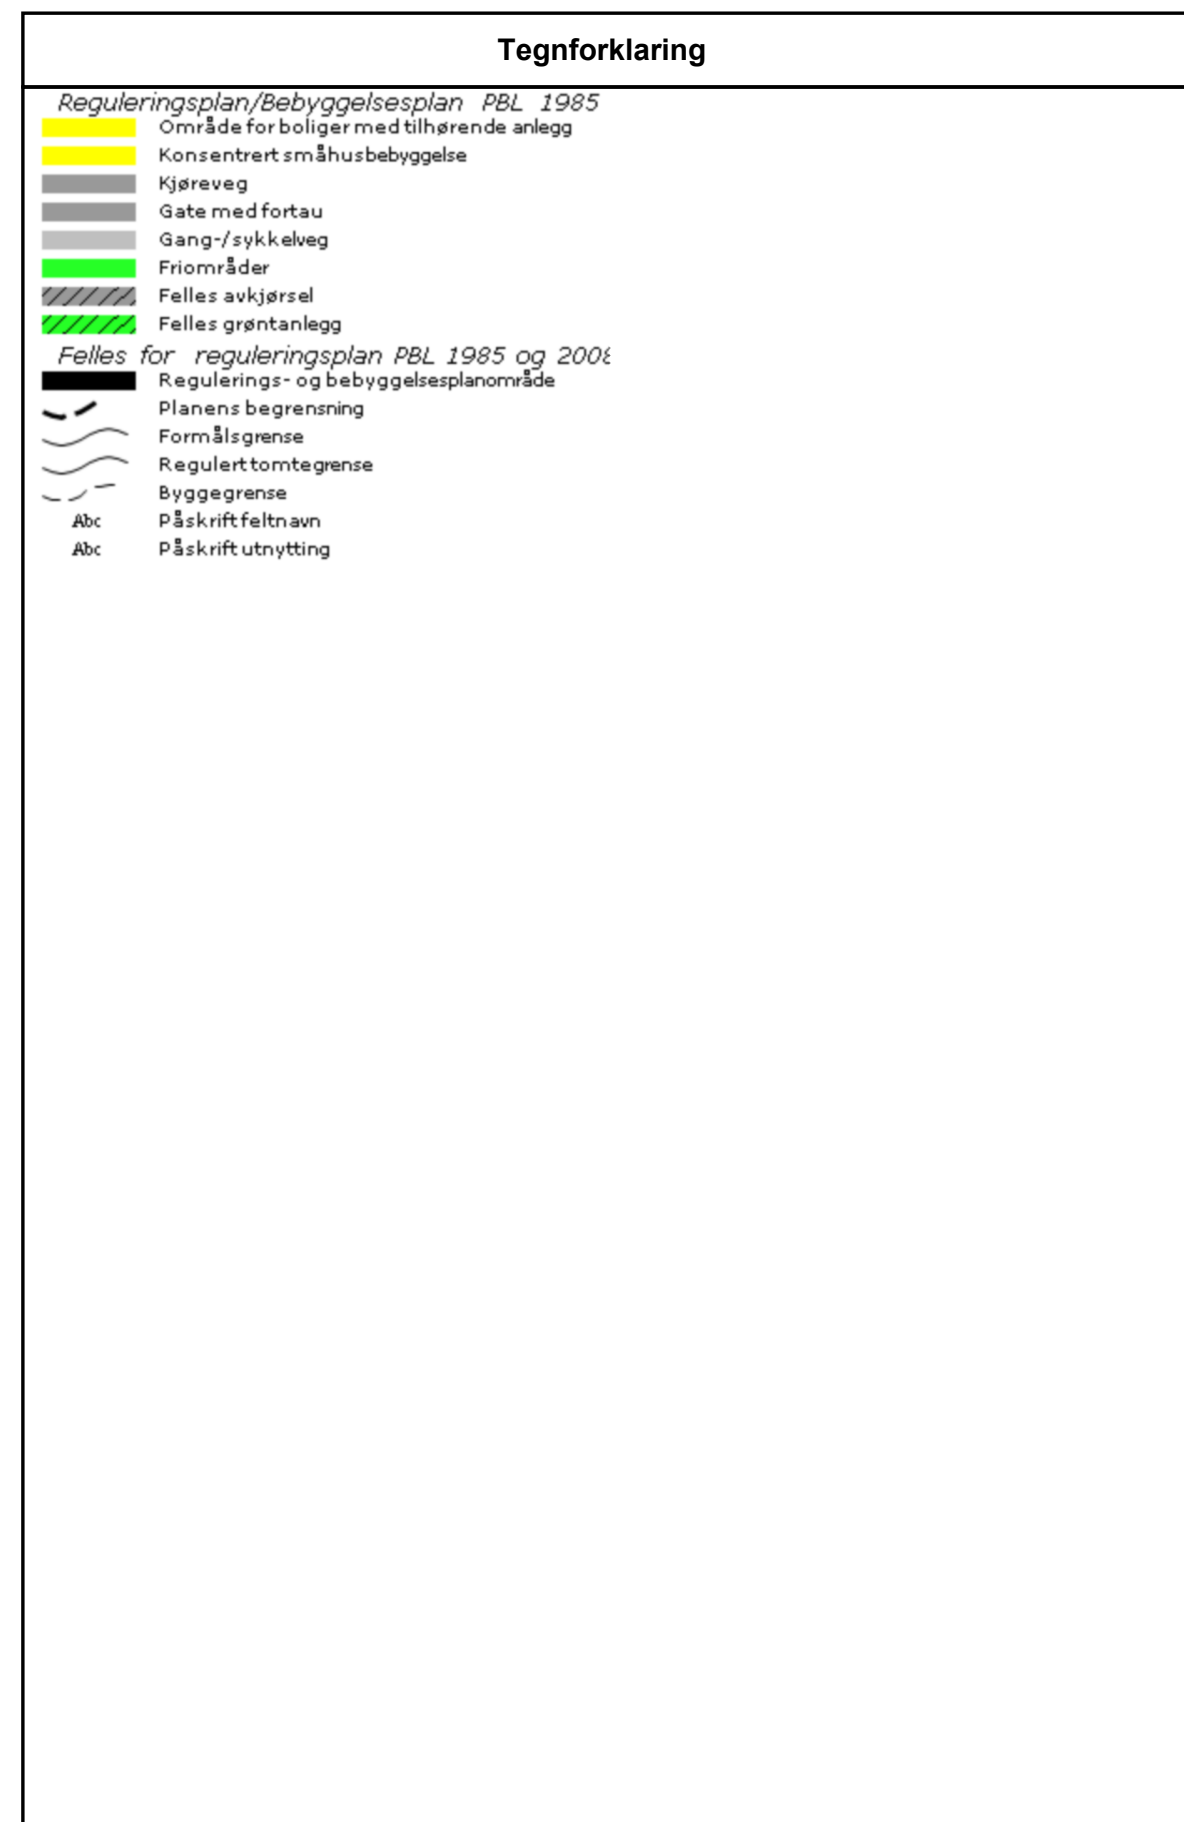 Tegnforklaring
Reguleringsplan/Bebyggelsesplan PBL 1985
Område for boliger med tilhørende anlegg
Konsentrert småhusbebyggelse
Kjøreveg
Gate med fortau
Gang-/sykkelveg
Friområder
Felles avkjørsel
Felles grøntanlegg
Felles for reguleringsplan PBL 1985 og 2008
Regulerings- og bebyggelsesplanområde
Planens begrensning
Formålsgrense
Regulert tomtegrense
Byggegrense
Abc Påskrift feltnavn
Abc Påskrift utnytting